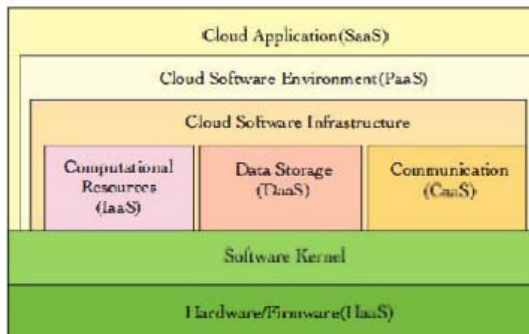 Cloud Application(SaaS)
Cloud Software Environment(PaaS)
Cloud Software Infrastructure
Computational
Resources
(IaaS)
Data Storage
(DaaS)
Communication
(CaaS)
Software Kernel
Hardware/Firmware(HaaS)